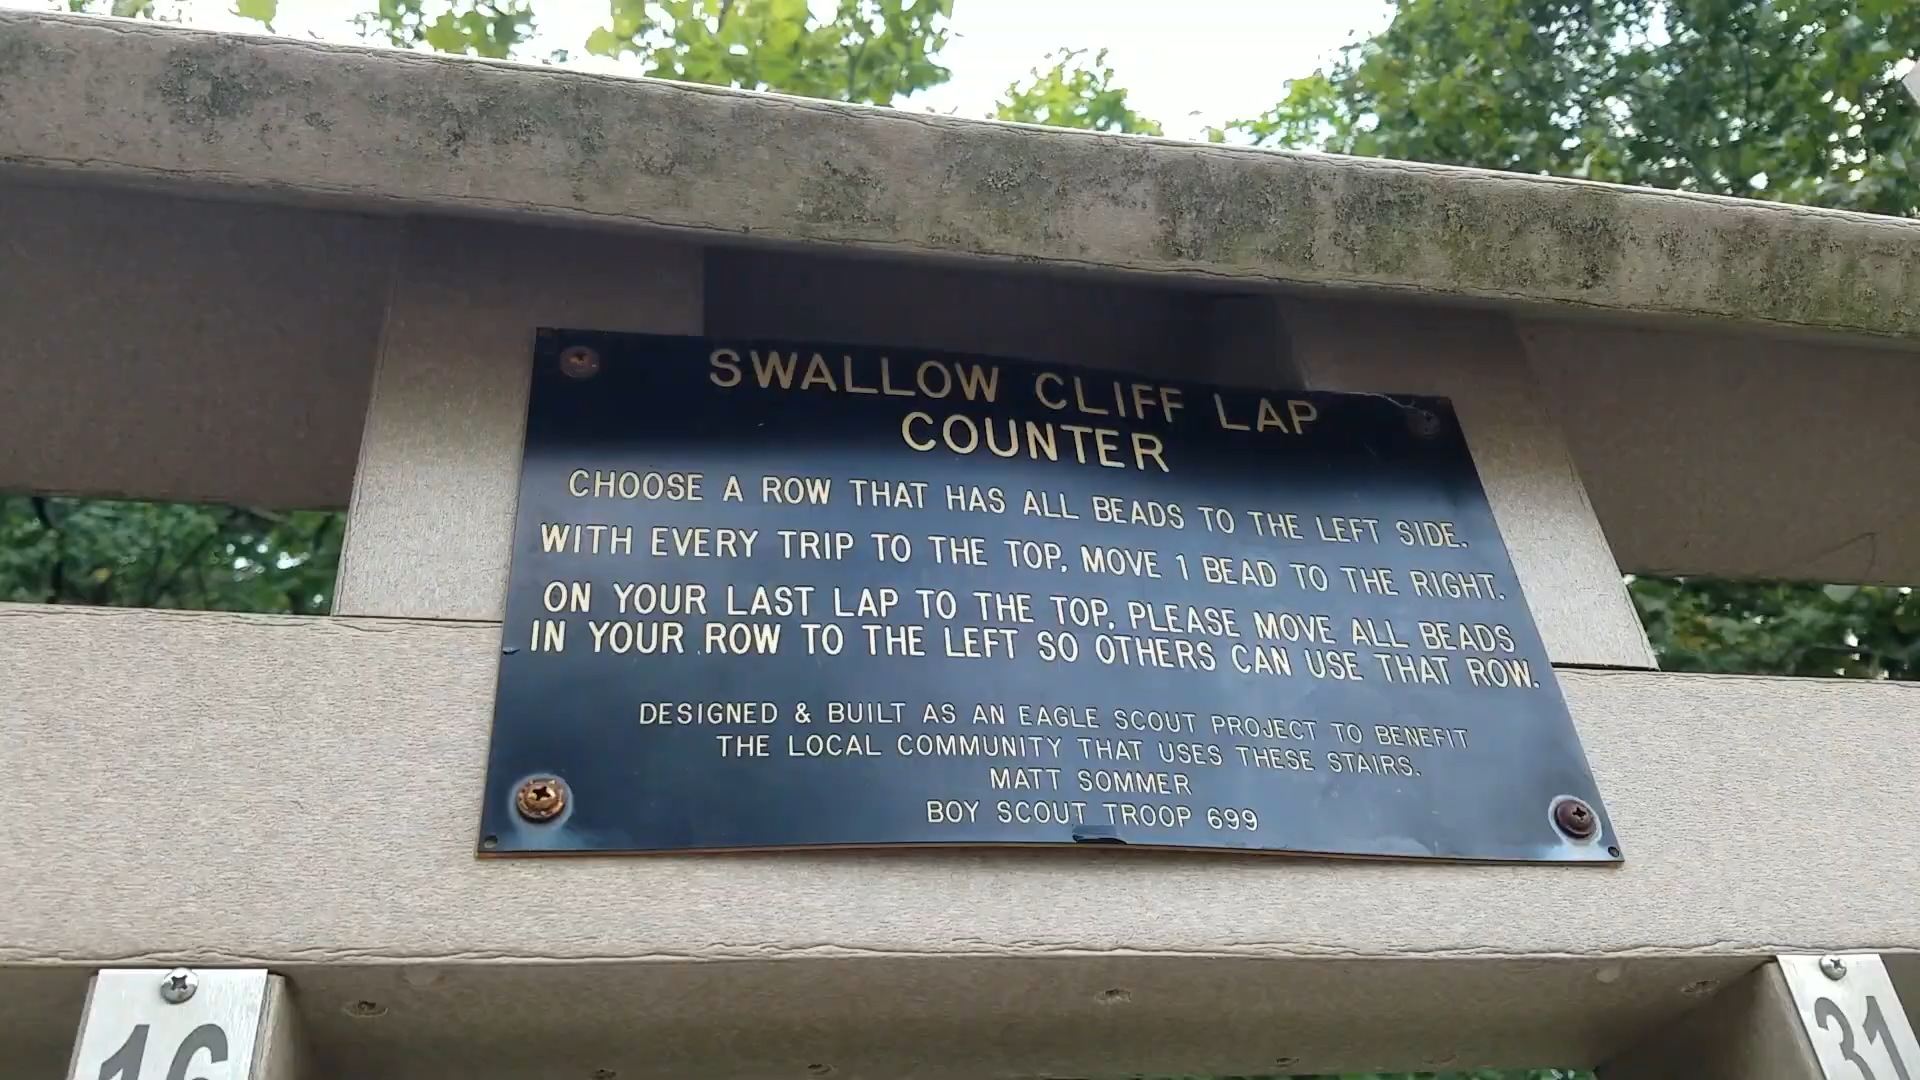 SWALLOW CLIFF LAP
COUNTER
CHOOSE A ROW THAT HAS ALL BEADS TO THE LEFT SIDE.
WITH EVERY TRIP TO THE TOP, MOVE 1 BEAD TO THE RIGHT.
ON YOUR LAST LAP TO THE TOP, PLEASE MOVE ALL BEADS
IN YOUR ROW TO THE LEFT SO OTHERS CAN USE THAT ROW.
DESIGNED & BUILT AS AN EAGLE SCOUT PROJECT TO BENEFIT
THE LOCAL COMMUNITY THAT USES THESE STAIRS.
MATT SOMMER
BOY SCOUT TROOP 699
16
31